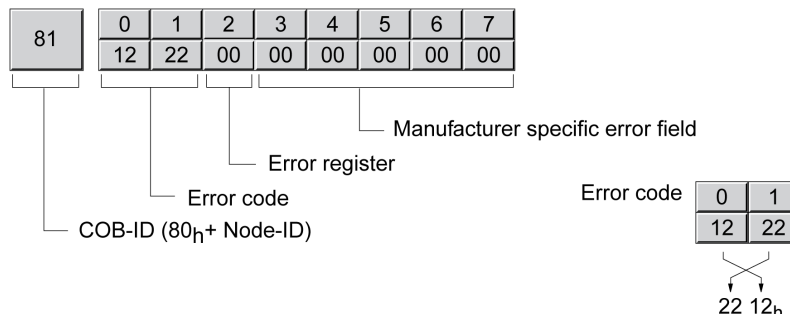 81
0 1 2 3 4 5 6 7
12 22 00 00 00 00 00 00
Manufacturer specific error field
Error register
Error code
COB-ID (80h+ Node-ID)
Error code
0 1
12 22
22 12h